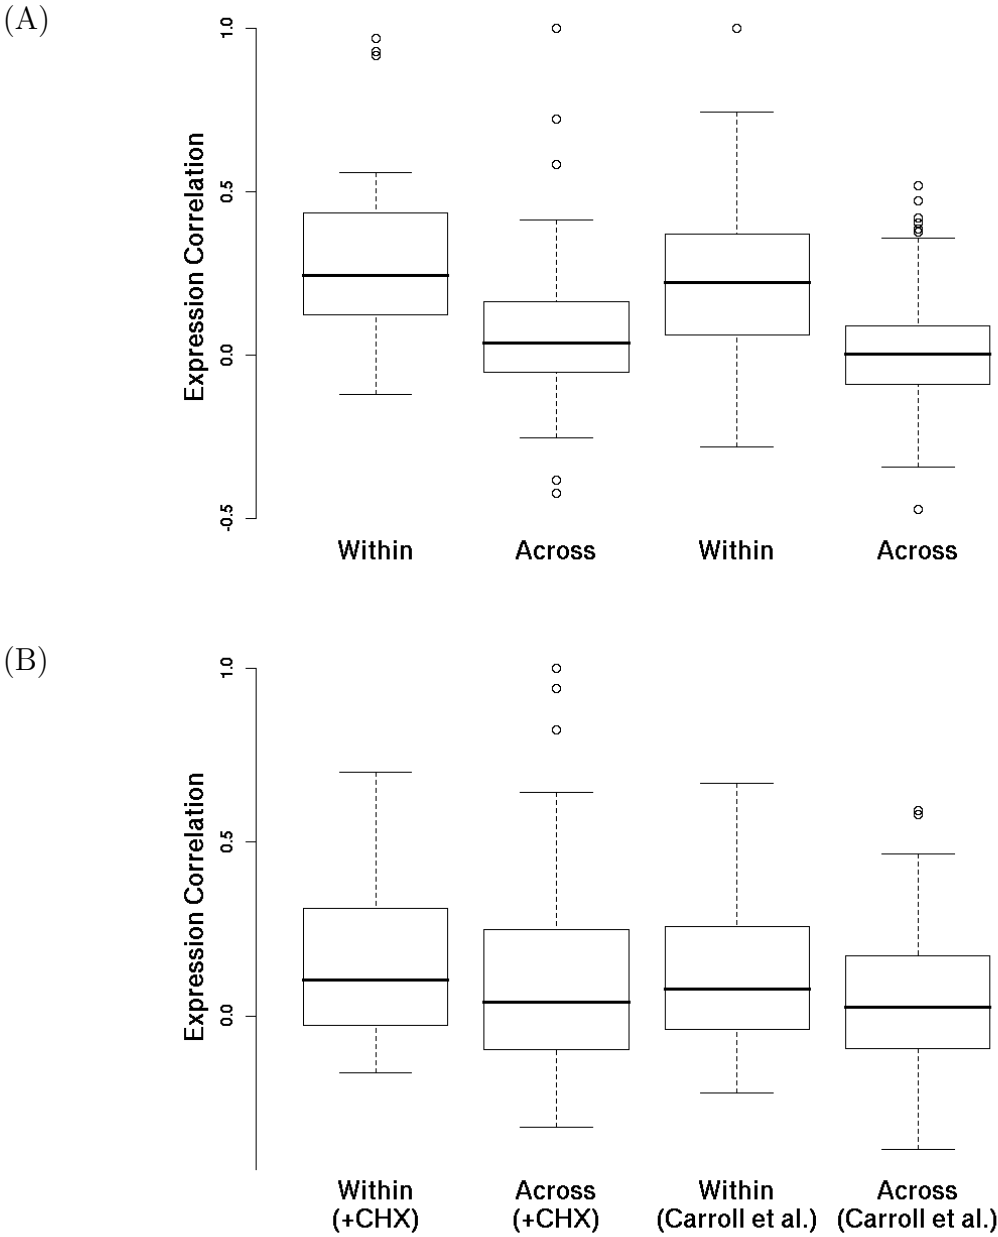 (A)
1.0
0.5
0.0
-0.5
Expression Correlation
Within Across Within Across
(B)
1.0
0.5
0.0
Expression Correlation
Within Across Within Across
(+CHX) (+CHX) (Carroll et al.) (Carroll et al.)